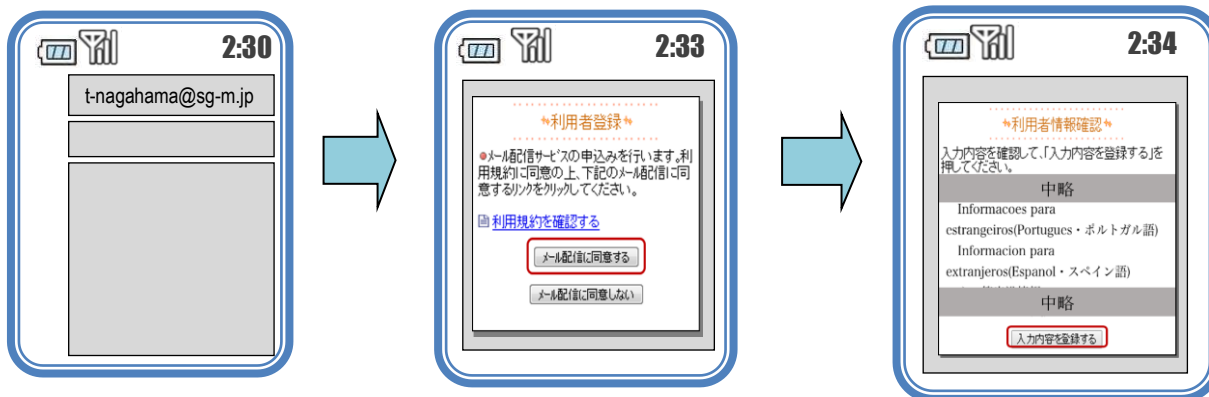 2:30
t-nagahama@sg-m.jp
2:33
利用者登録
●メール配信サービスの申込みを行います。利
用規約に同意の上、下記のメール配信に同
意するリンクをクリックしてください。
利用規約を確認する
メール配信に同意する
メール配信に同意しない
2:34
利用者情報確認
入力内容を確認して、「入力内容を登録する」を
押してください。
中略
Informacoes para
estrangeiros(Portugues・ポルトガル語)
Informacion para
extranjeros(Espanol・スペイン語)
中略
入力内容を登録する